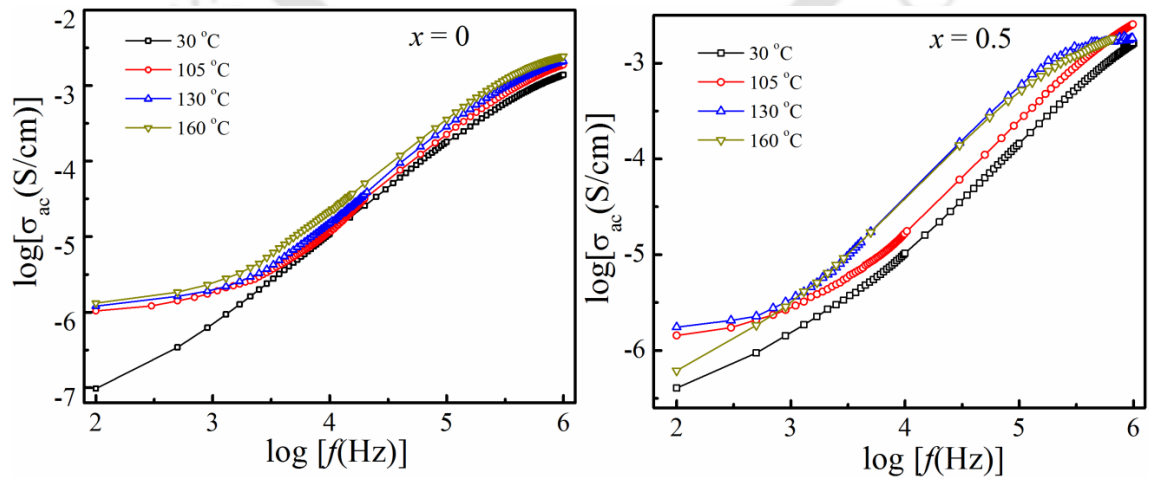 x = 0
30 °C
105 °C
130 °C
160 °C
log[σac(S/cm)]
-2
-3
-4
-5
-6
-7
2 3 4 5 6
log [f(Hz)]
x = 0.5
30 °C
105 °C
130 °C
160 °C
log[σac(S/cm)]
-3
-4
-5
-6
2 3 4 5 6
log [f(Hz)]